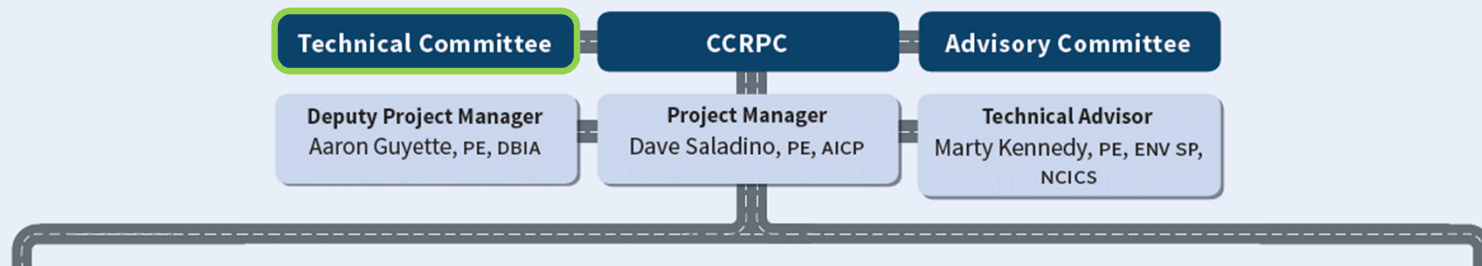 Technical Committee
CCRPC
Advisory Committee
Deputy Project Manager
Aaron Guyette, PE, DBIA
Project Manager
Dave Saladino, PE, AICP
Technical Advisor
Marty Kennedy, PE, ENV SP,
NCICS